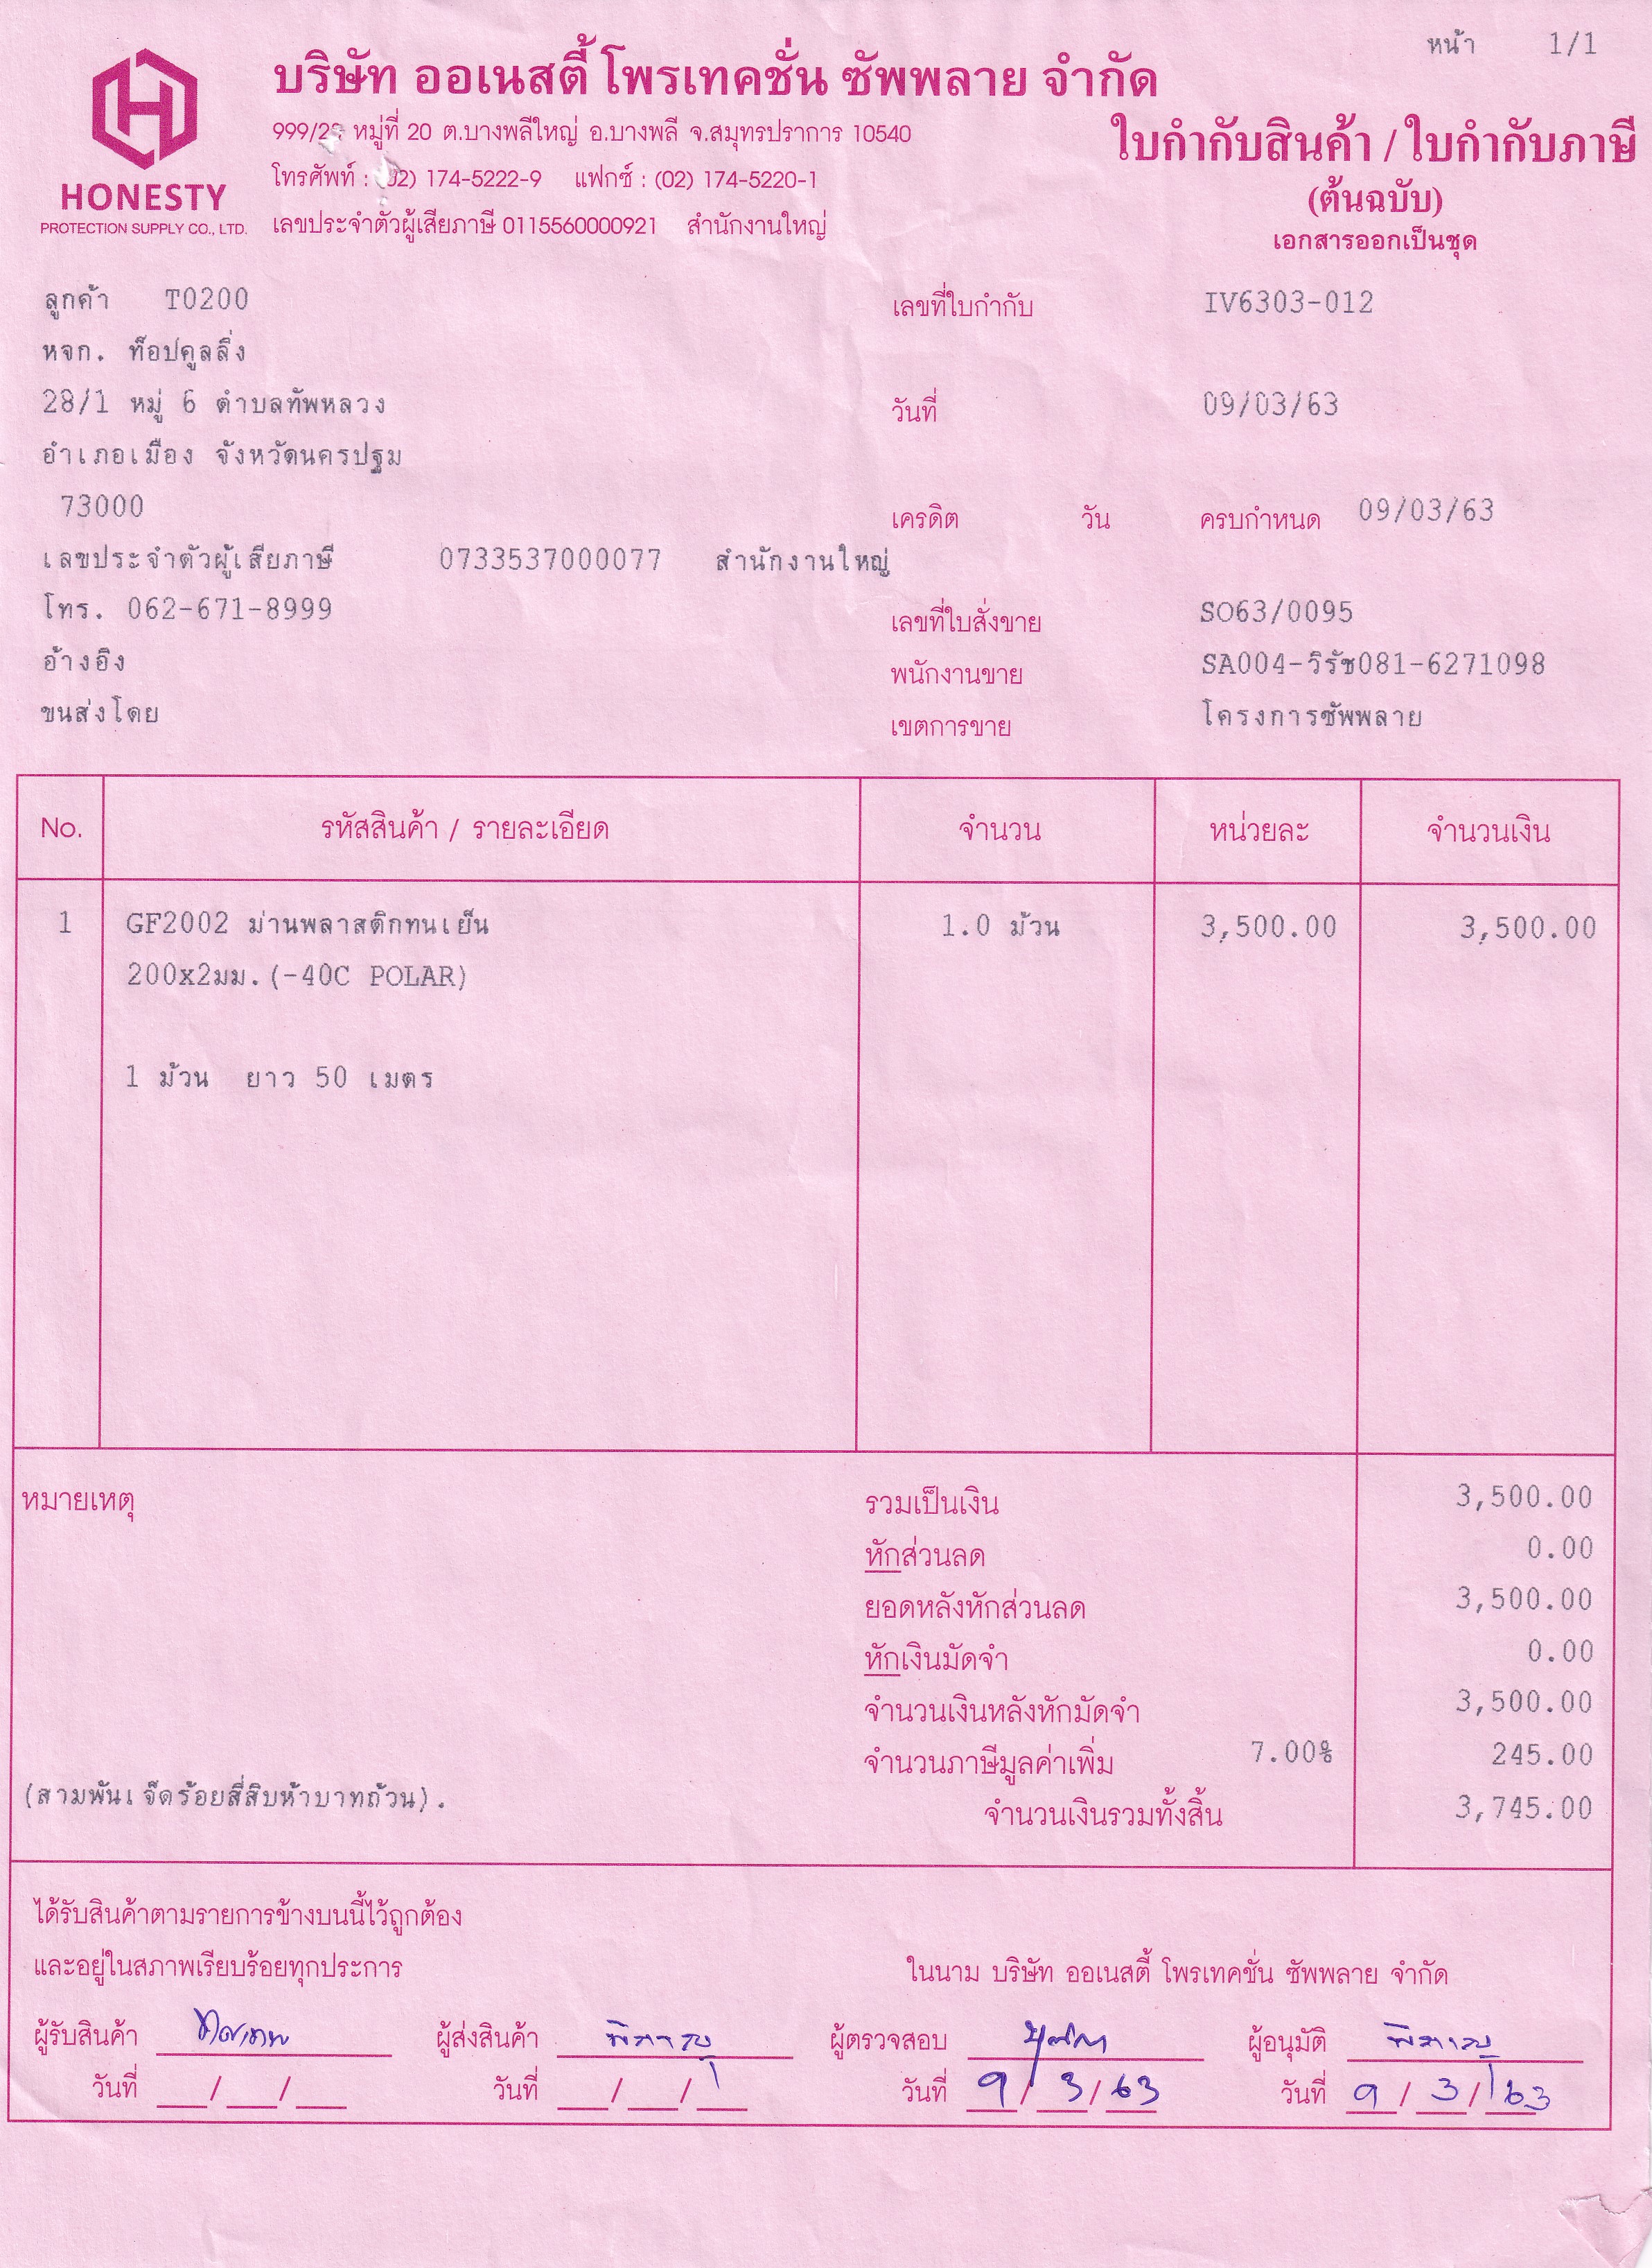 หน้า 1/1
บริษัท ออเนสตี้ โพรเทคชั่น ซัพพลาย จำกัด
หมู่ที่ 20 ต.บางพลีใหญ่ อ.บางพลี จ.สมุทรปราการ 10540
ใบกำกับสินค้า / ใบกำกับภาษี
(ต้นฉบับ)
เอกสารออกเป็นชุด
โทรศัพท์ : (02) 174-5222-9 แฟกซ์ : (02) 174-5220-1
HONESTY
PROTECTION SUPPLY CO., LTD.
เลขประจำตัวผู้เสียภาษี 0115560000921 สำนักงานใหญ่
ลูกค้า T0200
หจก. ท็อปคูลลิ่ง
28/1 หมู่ 6 ตำบลทัพหลวง
อำเภอเมือง จังหวัดนครปฐม
73000
เลขประจำตัวผู้เสียภาษี 0733537000077 สำนักงานใหญ่
โทร. 062-671-8999
อ้างอิง
ขนส่งโดย
เลขที่ใบกำกับ IV6303-012
วันที่ 09/03/63
เครดิต วัน ครบกำหนด 09/03/63
เลขที่ใบสั่งขาย SO63/0095
พนักงานขาย SA004-วิรัช081-6271098
เขตการขาย โครงการซัพพลาย
No. รหัสสินค้า / รายละเอียด จำนวน หน่วยละ จำนวนเงิน
1 GF2002 ม่านพลาสติกทนเย็น 1.0 ม้วน 3,500.00 3,500.00
200x2มม.(-40C POLAR)
1 ม้วน ยาว 50 เมตร
หมายเหตุ
รวมเป็นเงิน 3,500.00
หักส่วนลด 0.00
ยอดหลังหักส่วนลด 3,500.00
หักเงินมัดจำ 0.00
จำนวนเงินหลังหักมัดจำ 3,500.00
จำนวนภาษีมูลค่าเพิ่ม 7.00% 245.00
(สามพันเจ็ดร้อยสี่สิบห้าบาทถ้วน).
จำนวนเงินรวมทั้งสิ้น 3,745.00
ได้รับสินค้าตามรายการข้างบนนี้ไว้ถูกต้อง
และอยู่ในสภาพเรียบร้อยทุกประการ
ในนาม บริษัท ออเนสตี้ โพรเทคชั่น ซัพพลาย จำกัด
ผู้รับสินค้า ผู้ส่งสินค้า ผู้ตรวจสอบ ผู้อนุมัติ
วันที่ / / วันที่ / / วันที่ 9/3/63 วันที่ 9/3/63